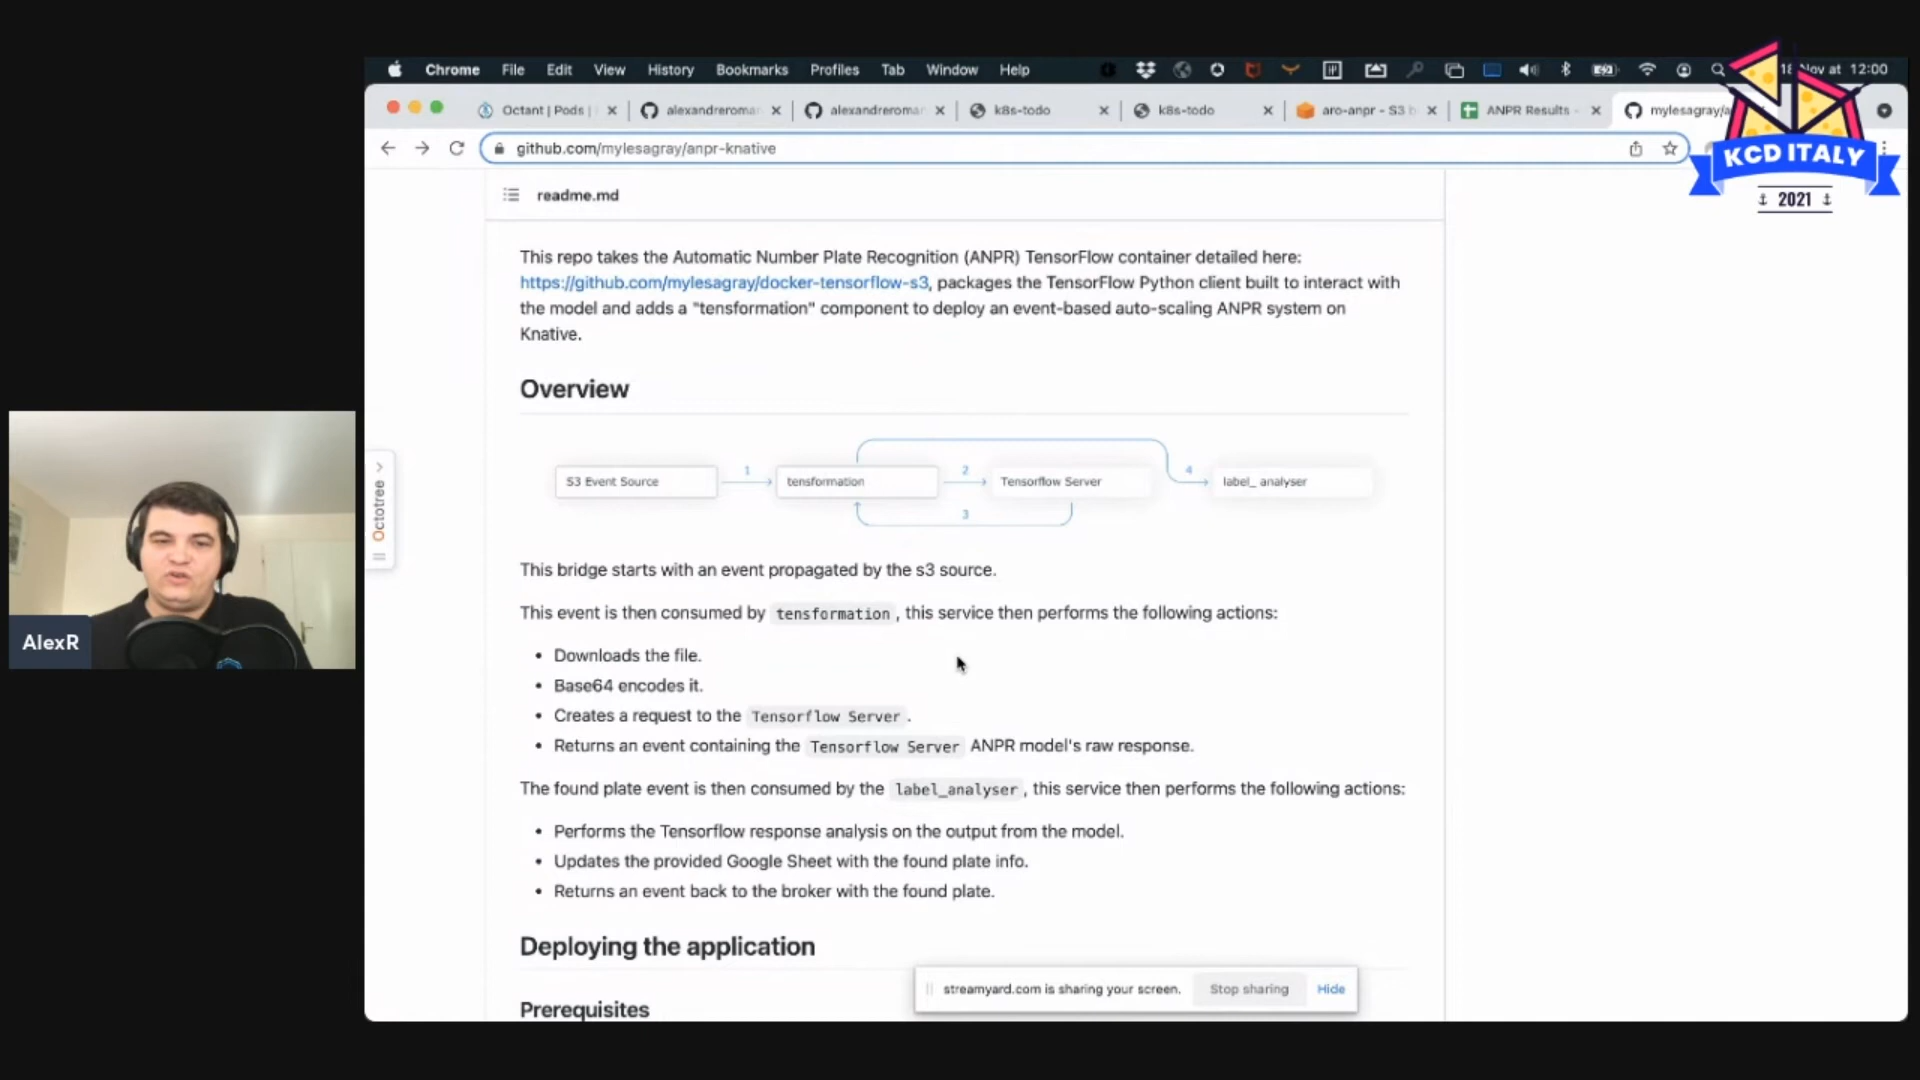 Chrome File Edit View History Bookmarks Profiles Tab Window Help
Nov at 12:00
Octant | Pods | alexandreroman alexandreroman k8s-todo k8s-todo aro-anpr - S3 b ANPR Results - mylesagray/a
github.com/mylesagray/anpr-knative
KCD ITALY
2021
readme.md
This repo takes the Automatic Number Plate Recognition (ANPR) TensorFlow container detailed here:
https://github.com/mylesagray/docker-tensorflow-s3, packages the TensorFlow Python client built to interact with
the model and adds a "tensformation" component to deploy an event-based auto-scaling ANPR system on
Knative.
Overview
S3 Event Source 1 tensformation 2 Tensorflow Server 4 label_ analyser
3
Octotree
This bridge starts with an event propagated by the s3 source.
This event is then consumed by tensformation , this service then performs the following actions:
• Downloads the file.
• Base64 encodes it.
• Creates a request to the Tensorflow Server .
• Returns an event containing the Tensorflow Server ANPR model's raw response.
The found plate event is then consumed by the label_analyser , this service then performs the following actions:
• Performs the Tensorflow response analysis on the output from the model.
• Updates the provided Google Sheet with the found plate info.
• Returns an event back to the broker with the found plate.
Deploying the application
Prerequisites
streamyard.com is sharing your screen. Stop sharing Hide
AlexR